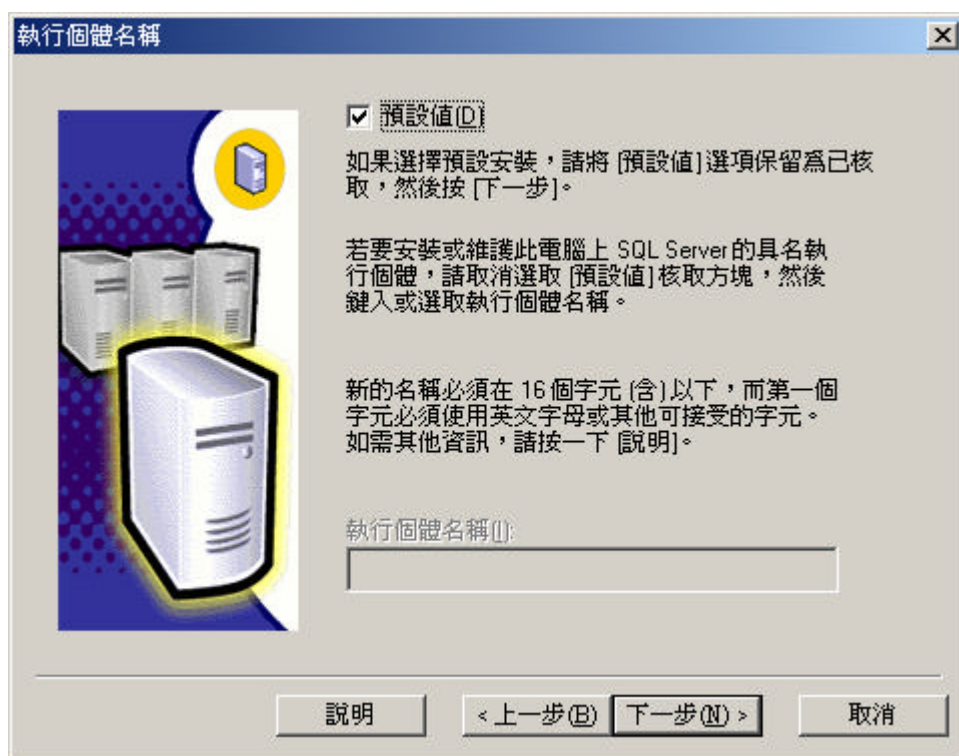 執行個體名稱
預設值(D)
如果選擇預設安裝，請將 [預設值] 選項保留為已核
取，然後按 [下一步]。
若要安裝或維護此電腦上 SQL Server 的具名執
行個體，請取消選取 [預設值] 核取方塊，然後
鍵入或選取執行個體名稱。
新的名稱必須在 16 個字元 (含) 以下，而第一個
字元必須使用英文字母或其他可接受的字元。
如需其他資訊，請按一下 [說明]。
執行個體名稱(I):
說明
< 上一步(B)
下一步(N) >
取消